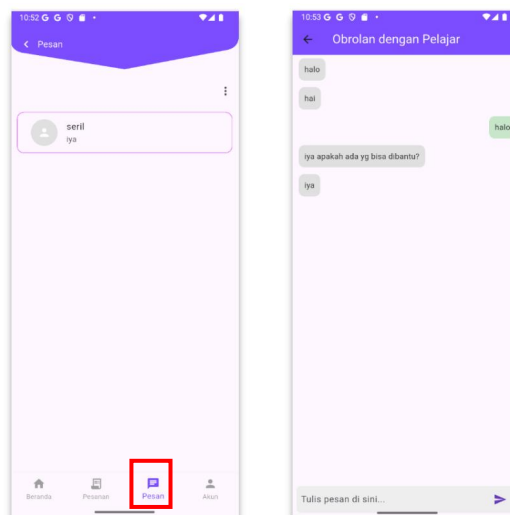 10:52 G G
Pesan
seril
iya
Beranda
Pesanan
Pesan
Akun
10:53 G G
Obrolan dengan Pelajar
halo
hai
halo
iya apakah ada yg bisa dibantu?
iya
Tulis pesan di sini...